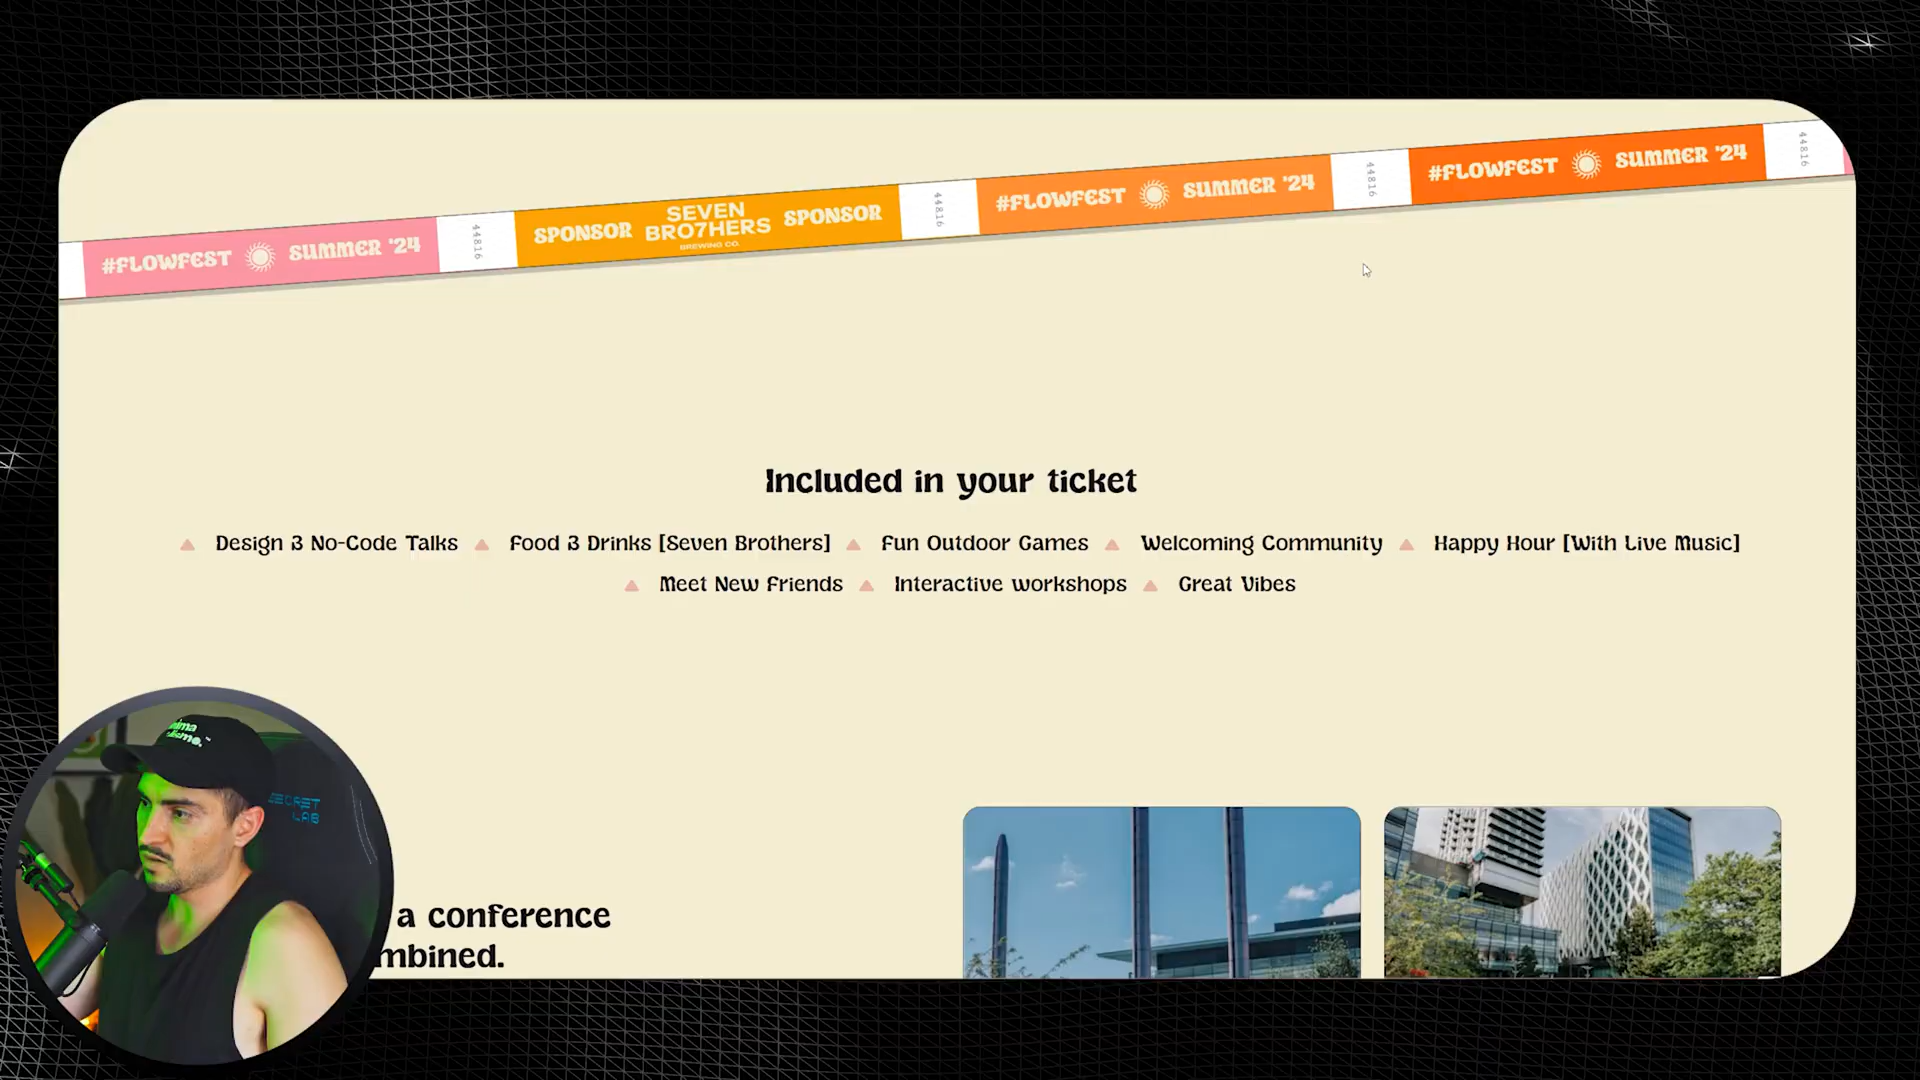 #FLOWFEST SUMMER '24
44816
SPONSOR SEVEN BRO7HERS BREWING CO. SPONSOR
44816
#FLOWFEST SUMMER '24
44816
#FLOWFEST SUMMER '24
44816
Included in your ticket
Design & No-Code Talks
Food & Drinks [Seven Brothers]
Fun Outdoor Games
Welcoming Community
Happy Hour [With Live Music]
Meet New Friends
Interactive workshops
Great Vibes
SECRET
LAB
a conference
mbined.